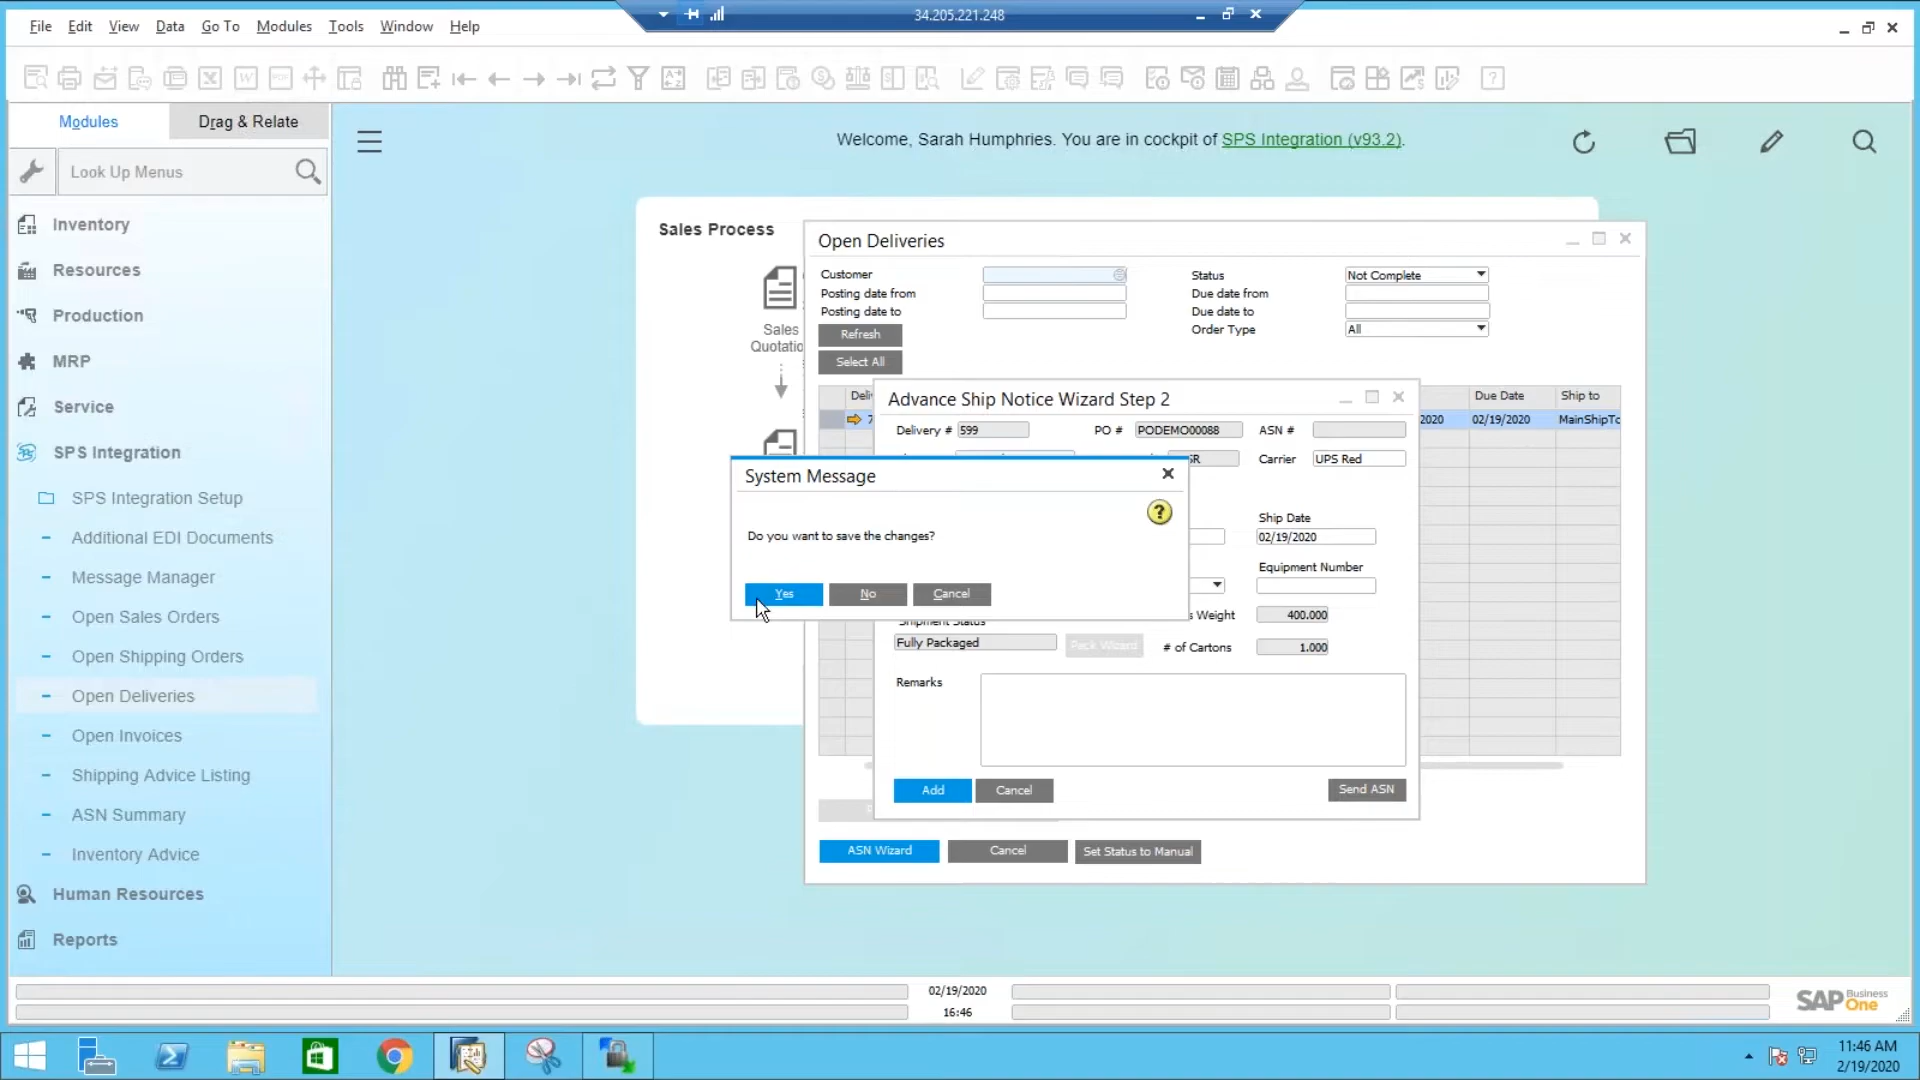 34.205.221.248
File Edit View Data Go To Modules Tools Window Help
Modules
Drag & Relate
Look Up Menus
Inventory
Resources
Production
MRP
Service
SPS Integration
SPS Integration Setup
Additional EDI Documents
Message Manager
Open Sales Orders
Open Shipping Orders
Open Deliveries
Open Invoices
Shipping Advice Listing
ASN Summary
Inventory Advice
Human Resources
Reports
Welcome, Sarah Humphries. You are in cockpit of SPS Integration (v93.2).
Sales Process
Sales
Quotatic
Open Deliveries
Customer
Posting date from
Posting date to
Status Not Complete
Due date from
Due date to
Order Type All
Refresh
Select All
Deli Due Date Ship to
7 2020 02/19/2020 MainShipTo
Advance Ship Notice Wizard Step 2
Delivery # 599 PO # PODEMO00088 ASN #
SR Carrier UPS Red
System Message
Do you want to save the changes?
Yes No Cancel
Ship Date
02/19/2020
Equipment Number
s Weight 400.000
Shipment Status
Fully Packaged Pack Wizard # of Cartons 1.000
Remarks
Add Cancel Send ASN
ASN Wizard Cancel Set Status to Manual
02/19/2020
16:46
SAP Business One
11:46 AM
2/19/2020